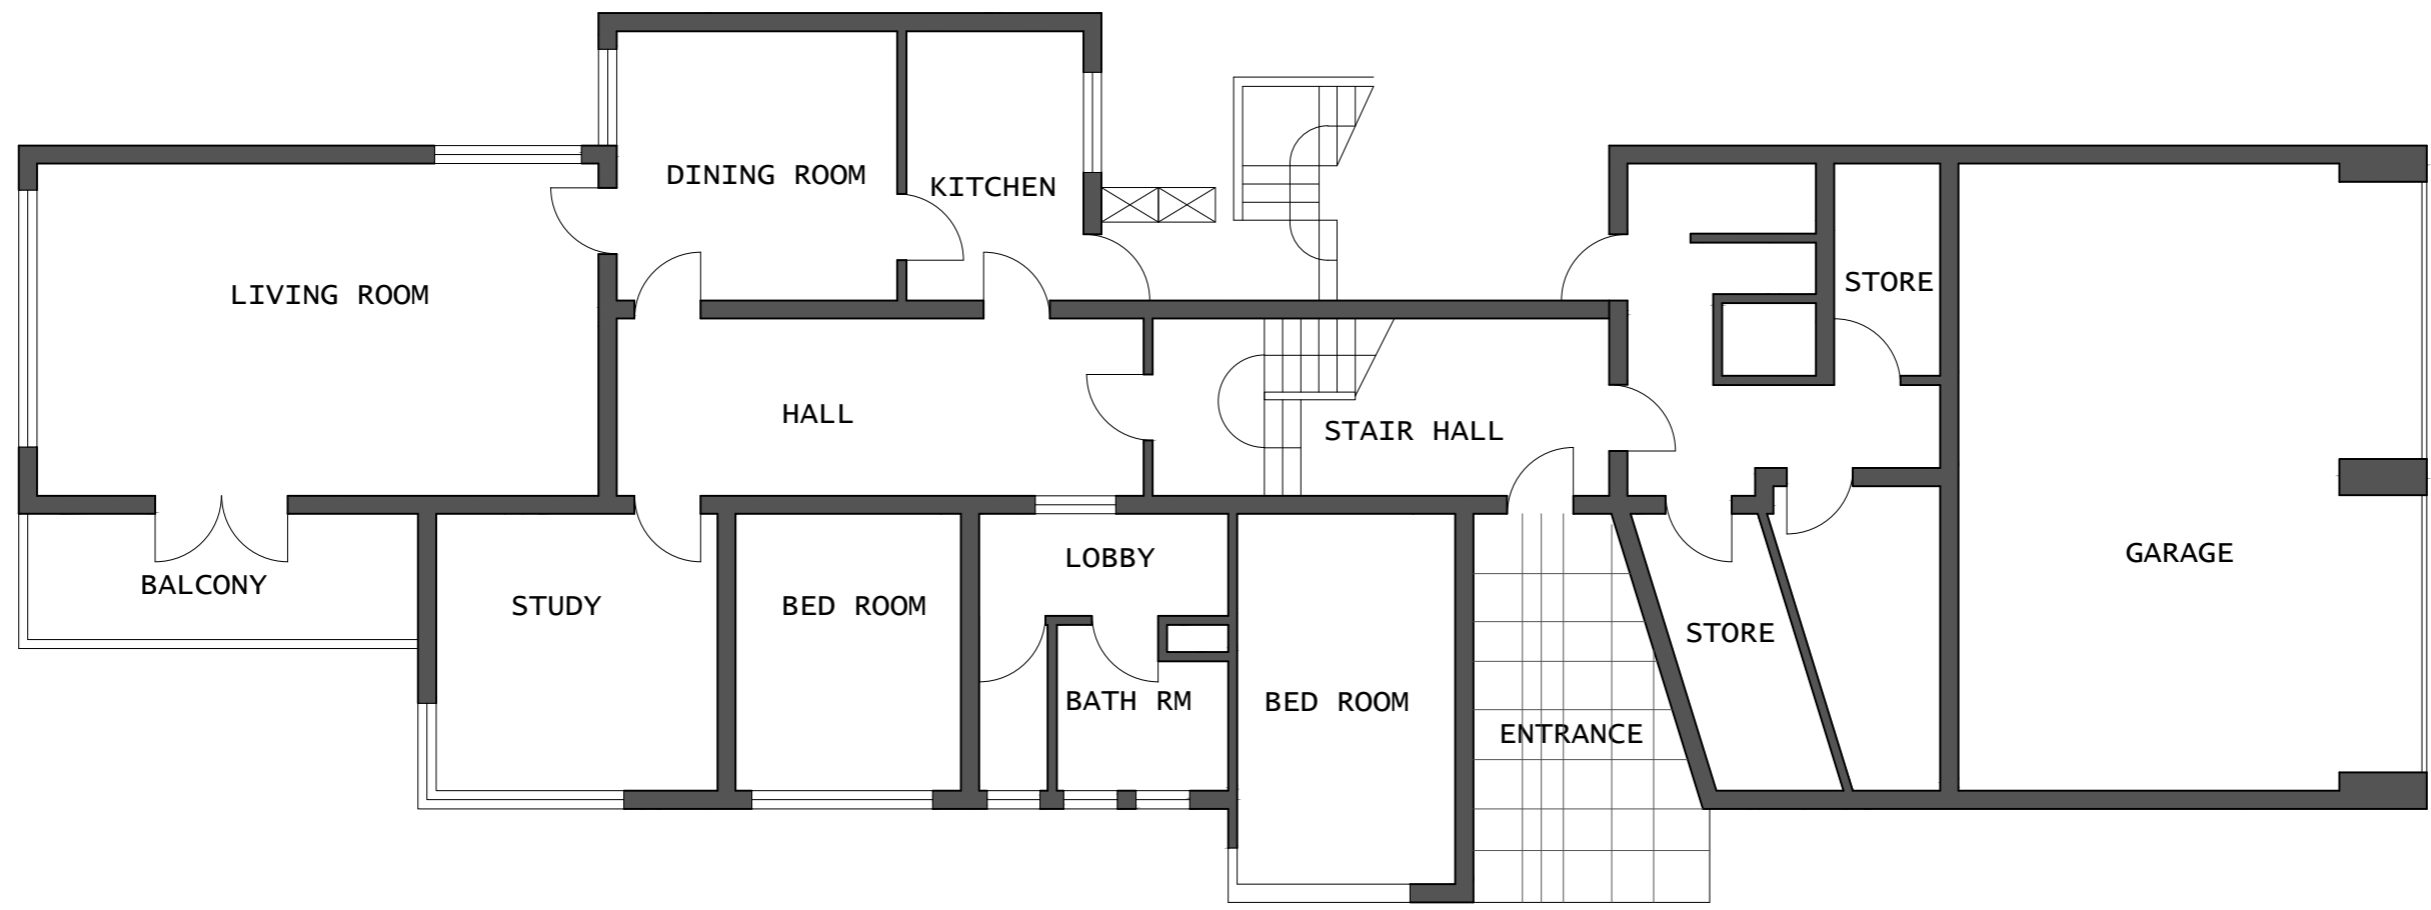 DINING ROOM
KITCHEN
LIVING ROOM
STORE
HALL
STAIR HALL
LOBBY
GARAGE
BALCONY
STUDY
BED ROOM
STORE
BATH RM
BED ROOM
ENTRANCE